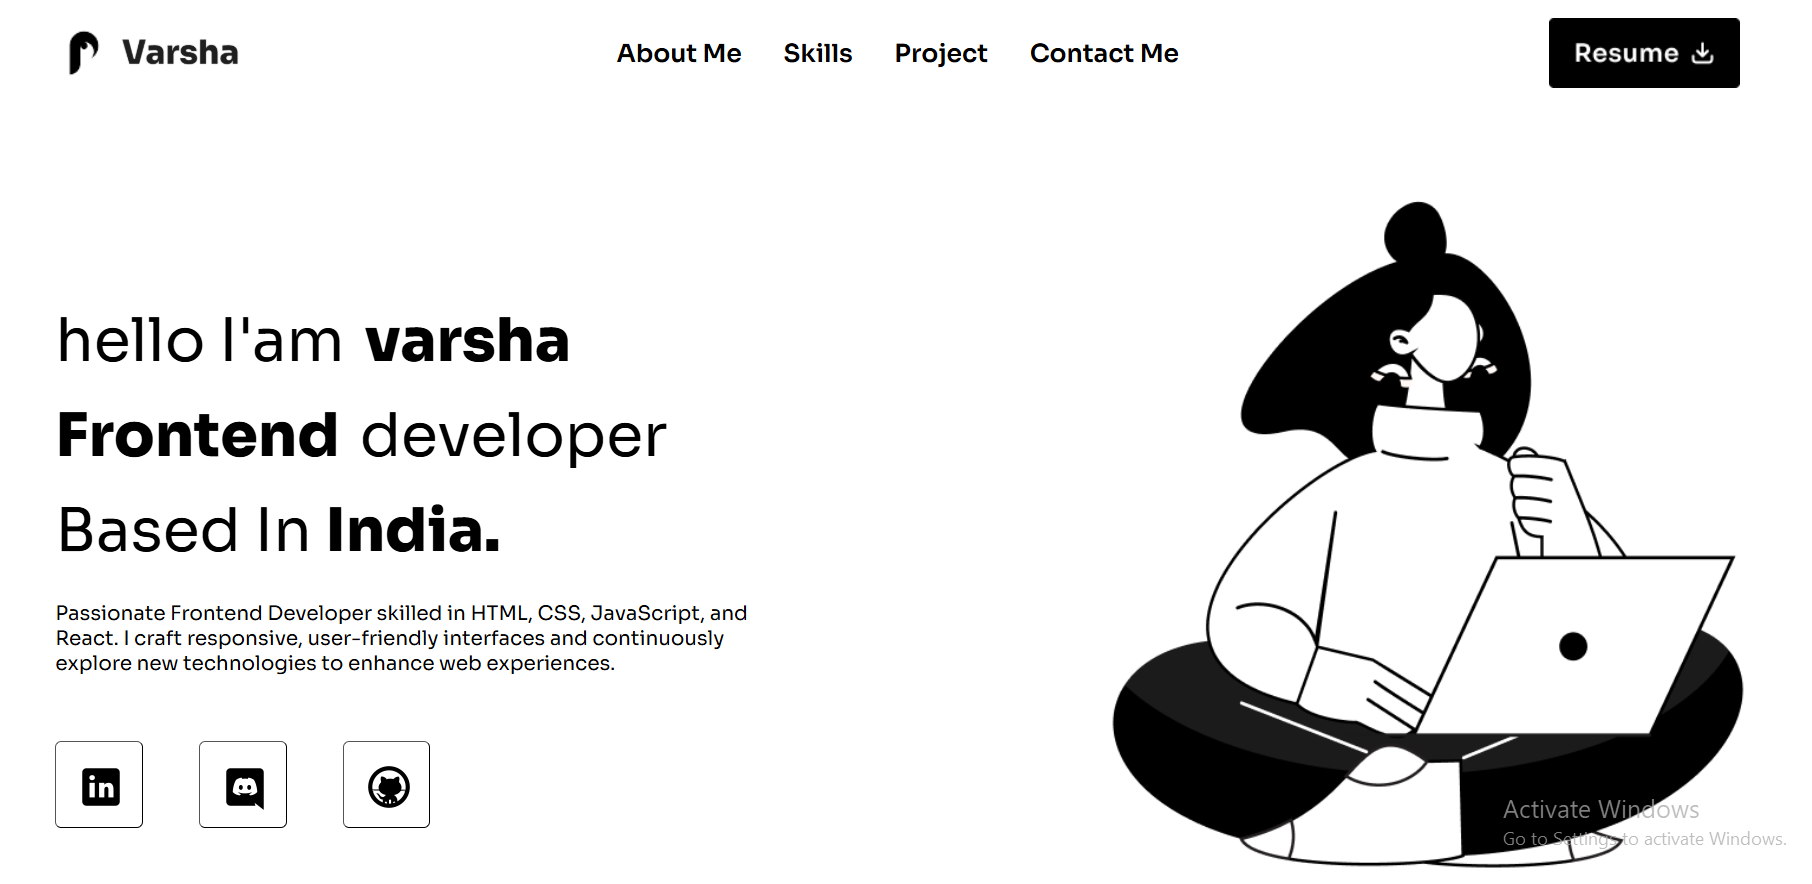 Varsha
About Me Skills Project Contact Me
Resume
hello I'am varsha
Frontend developer
Based In India.
Passionate Frontend Developer skilled in HTML, CSS, JavaScript, and
React. I craft responsive, user-friendly interfaces and continuously
explore new technologies to enhance web experiences.
in
Activate Windows
Go to Settings to activate Windows.